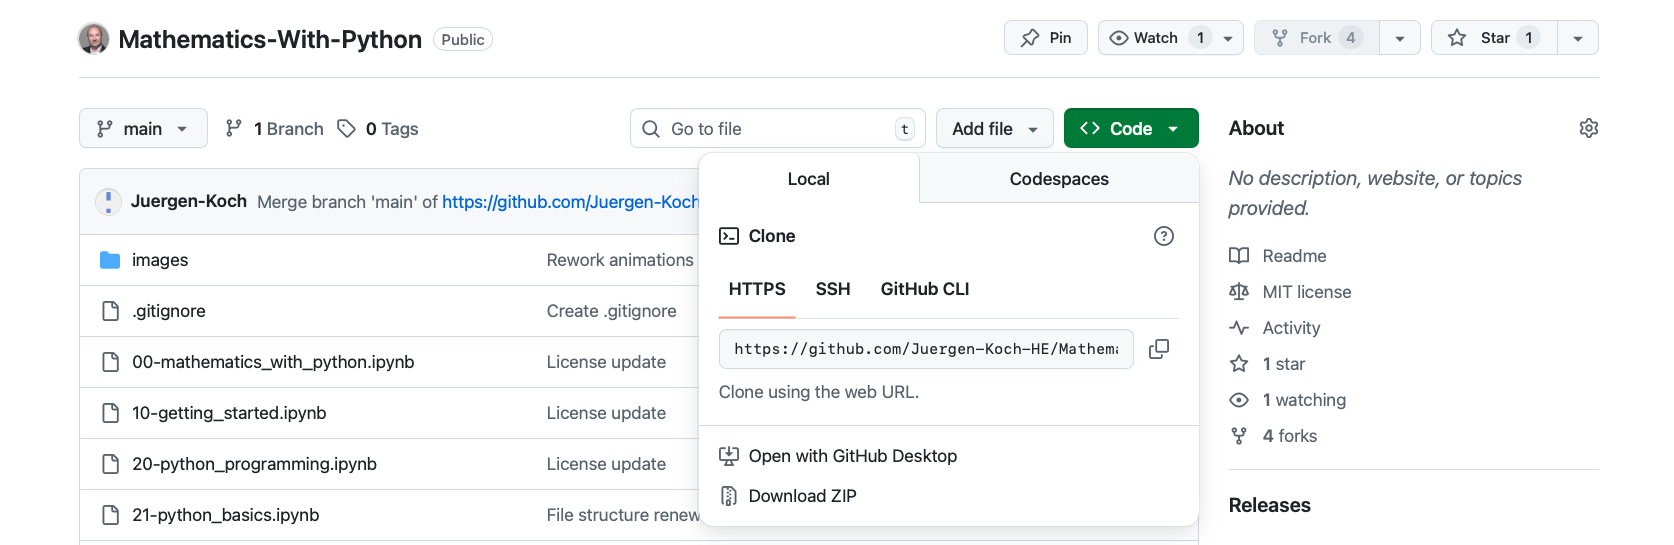 Mathematics-With-Python Public Pin Watch 1 Fork 4 Star 1
main 1 Branch 0 Tags Go to file t Add file Code
Local Codespaces
Juergen-Koch Merge branch 'main' of https://github.com/Juergen-Koch
Clone
images Rework animations
HTTPS SSH GitHub CLI
.gitignore Create .gitignore
https://github.com/Juergen-Koch-HE/Mathema
00-mathematics_with_python.ipynb License update
Clone using the web URL.
10-getting_started.ipynb License update
Open with GitHub Desktop
20-python_programming.ipynb License update
Download ZIP
21-python_basics.ipynb File structure renew
About
No description, website, or topics
provided.
Readme
MIT license
Activity
1 star
1 watching
4 forks
Releases